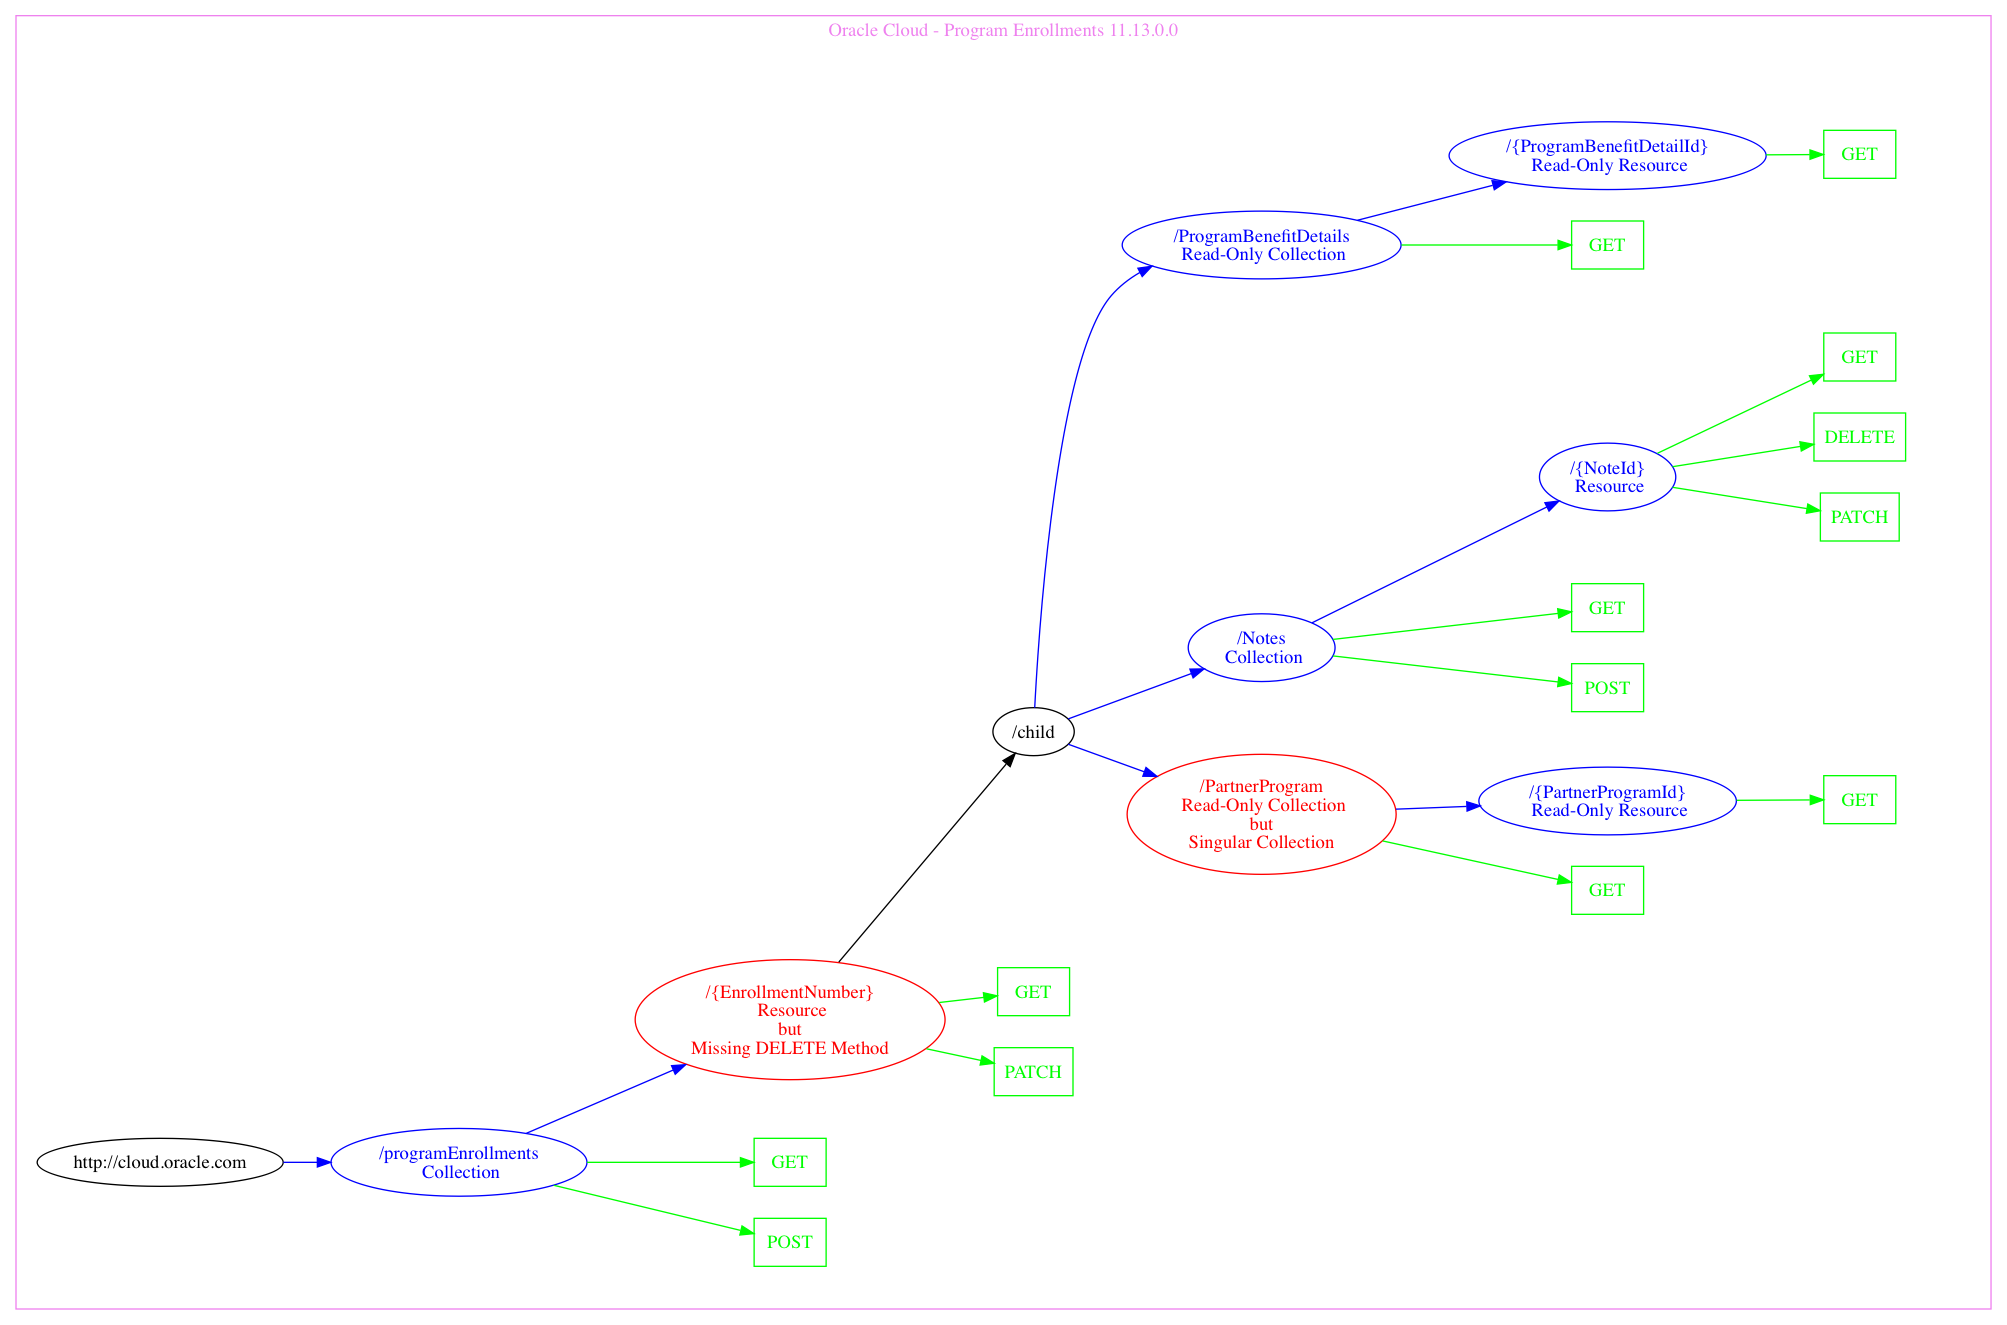 Oracle Cloud - Program Enrollments 11.13.0.0
/{ProgramBenefitDetailId}
Read-Only Resource
GET
/ProgramBenefitDetails
Read-Only Collection
GET
GET
DELETE
/{NoteId}
Resource
PATCH
GET
/Notes
Collection
POST
/child
/PartnerProgram
Read-Only Collection
but
Singular Collection
/{PartnerProgramId}
Read-Only Resource
GET
GET
/{EnrollmentNumber}
Resource
but
Missing DELETE Method
GET
PATCH
http://cloud.oracle.com
/programEnrollments
Collection
GET
POST